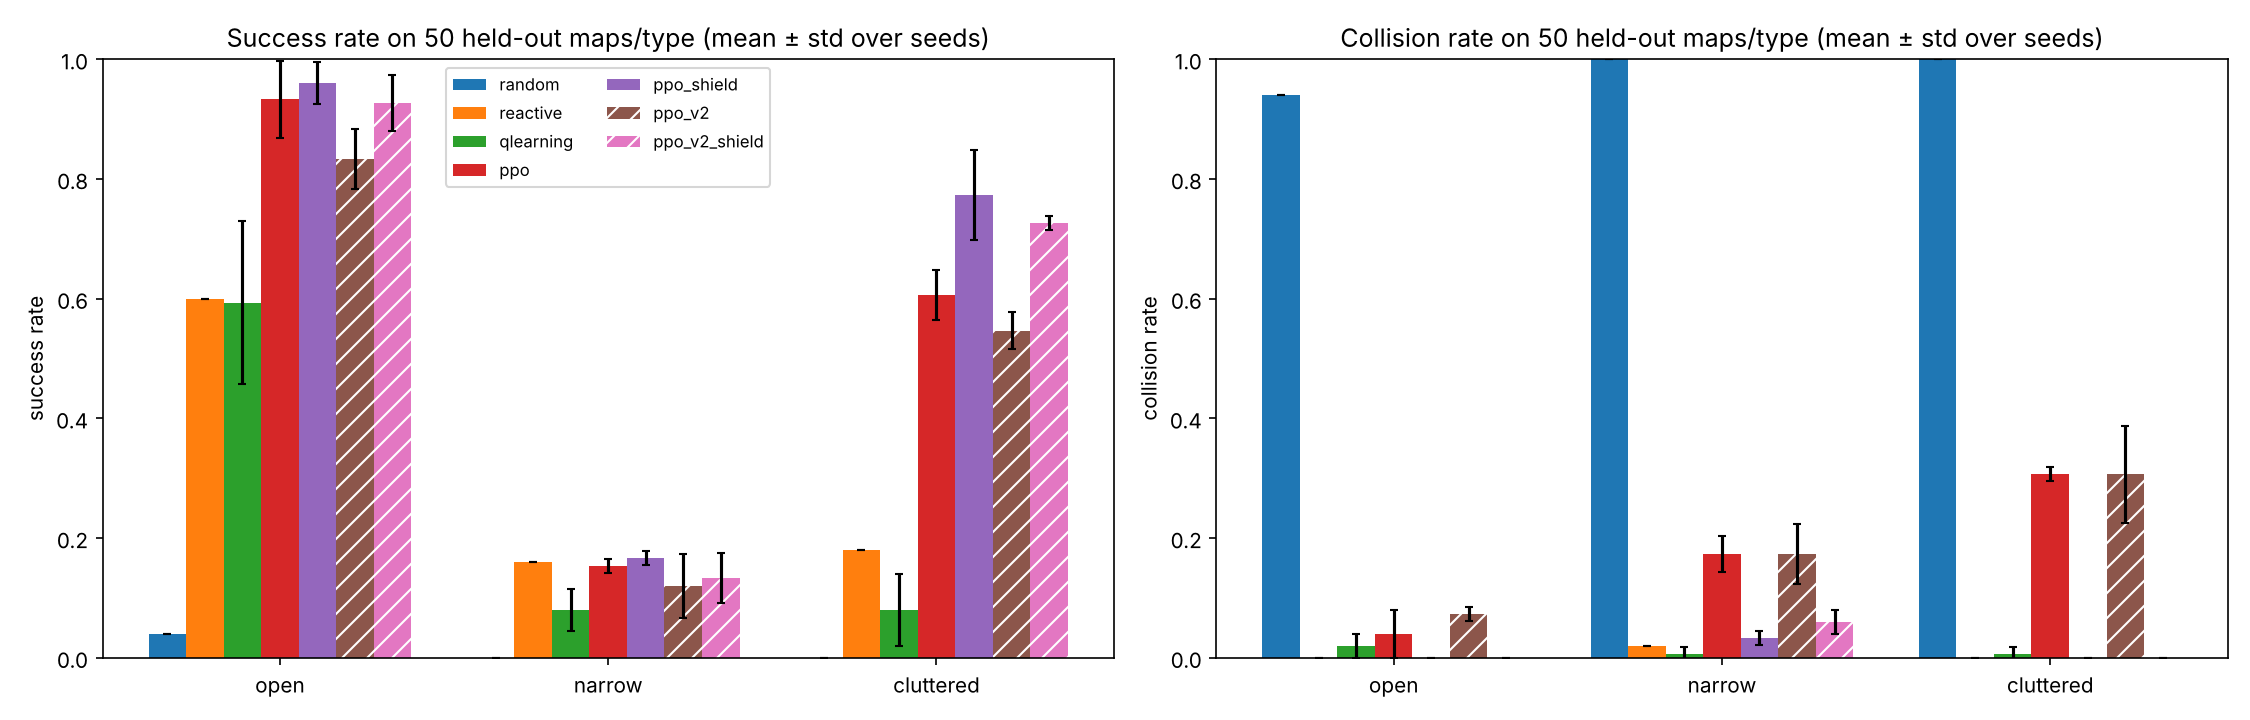 Success rate on 50 held-out maps/type (mean ± std over seeds)
success rate
1.0
0.8
0.6
0.4
0.2
0.0
random
reactive
qlearning
ppo
ppo_shield
ppo_v2
ppo_v2_shield
open
narrow
cluttered
Collision rate on 50 held-out maps/type (mean ± std over seeds)
collision rate
1.0
0.8
0.6
0.4
0.2
0.0
open
narrow
cluttered